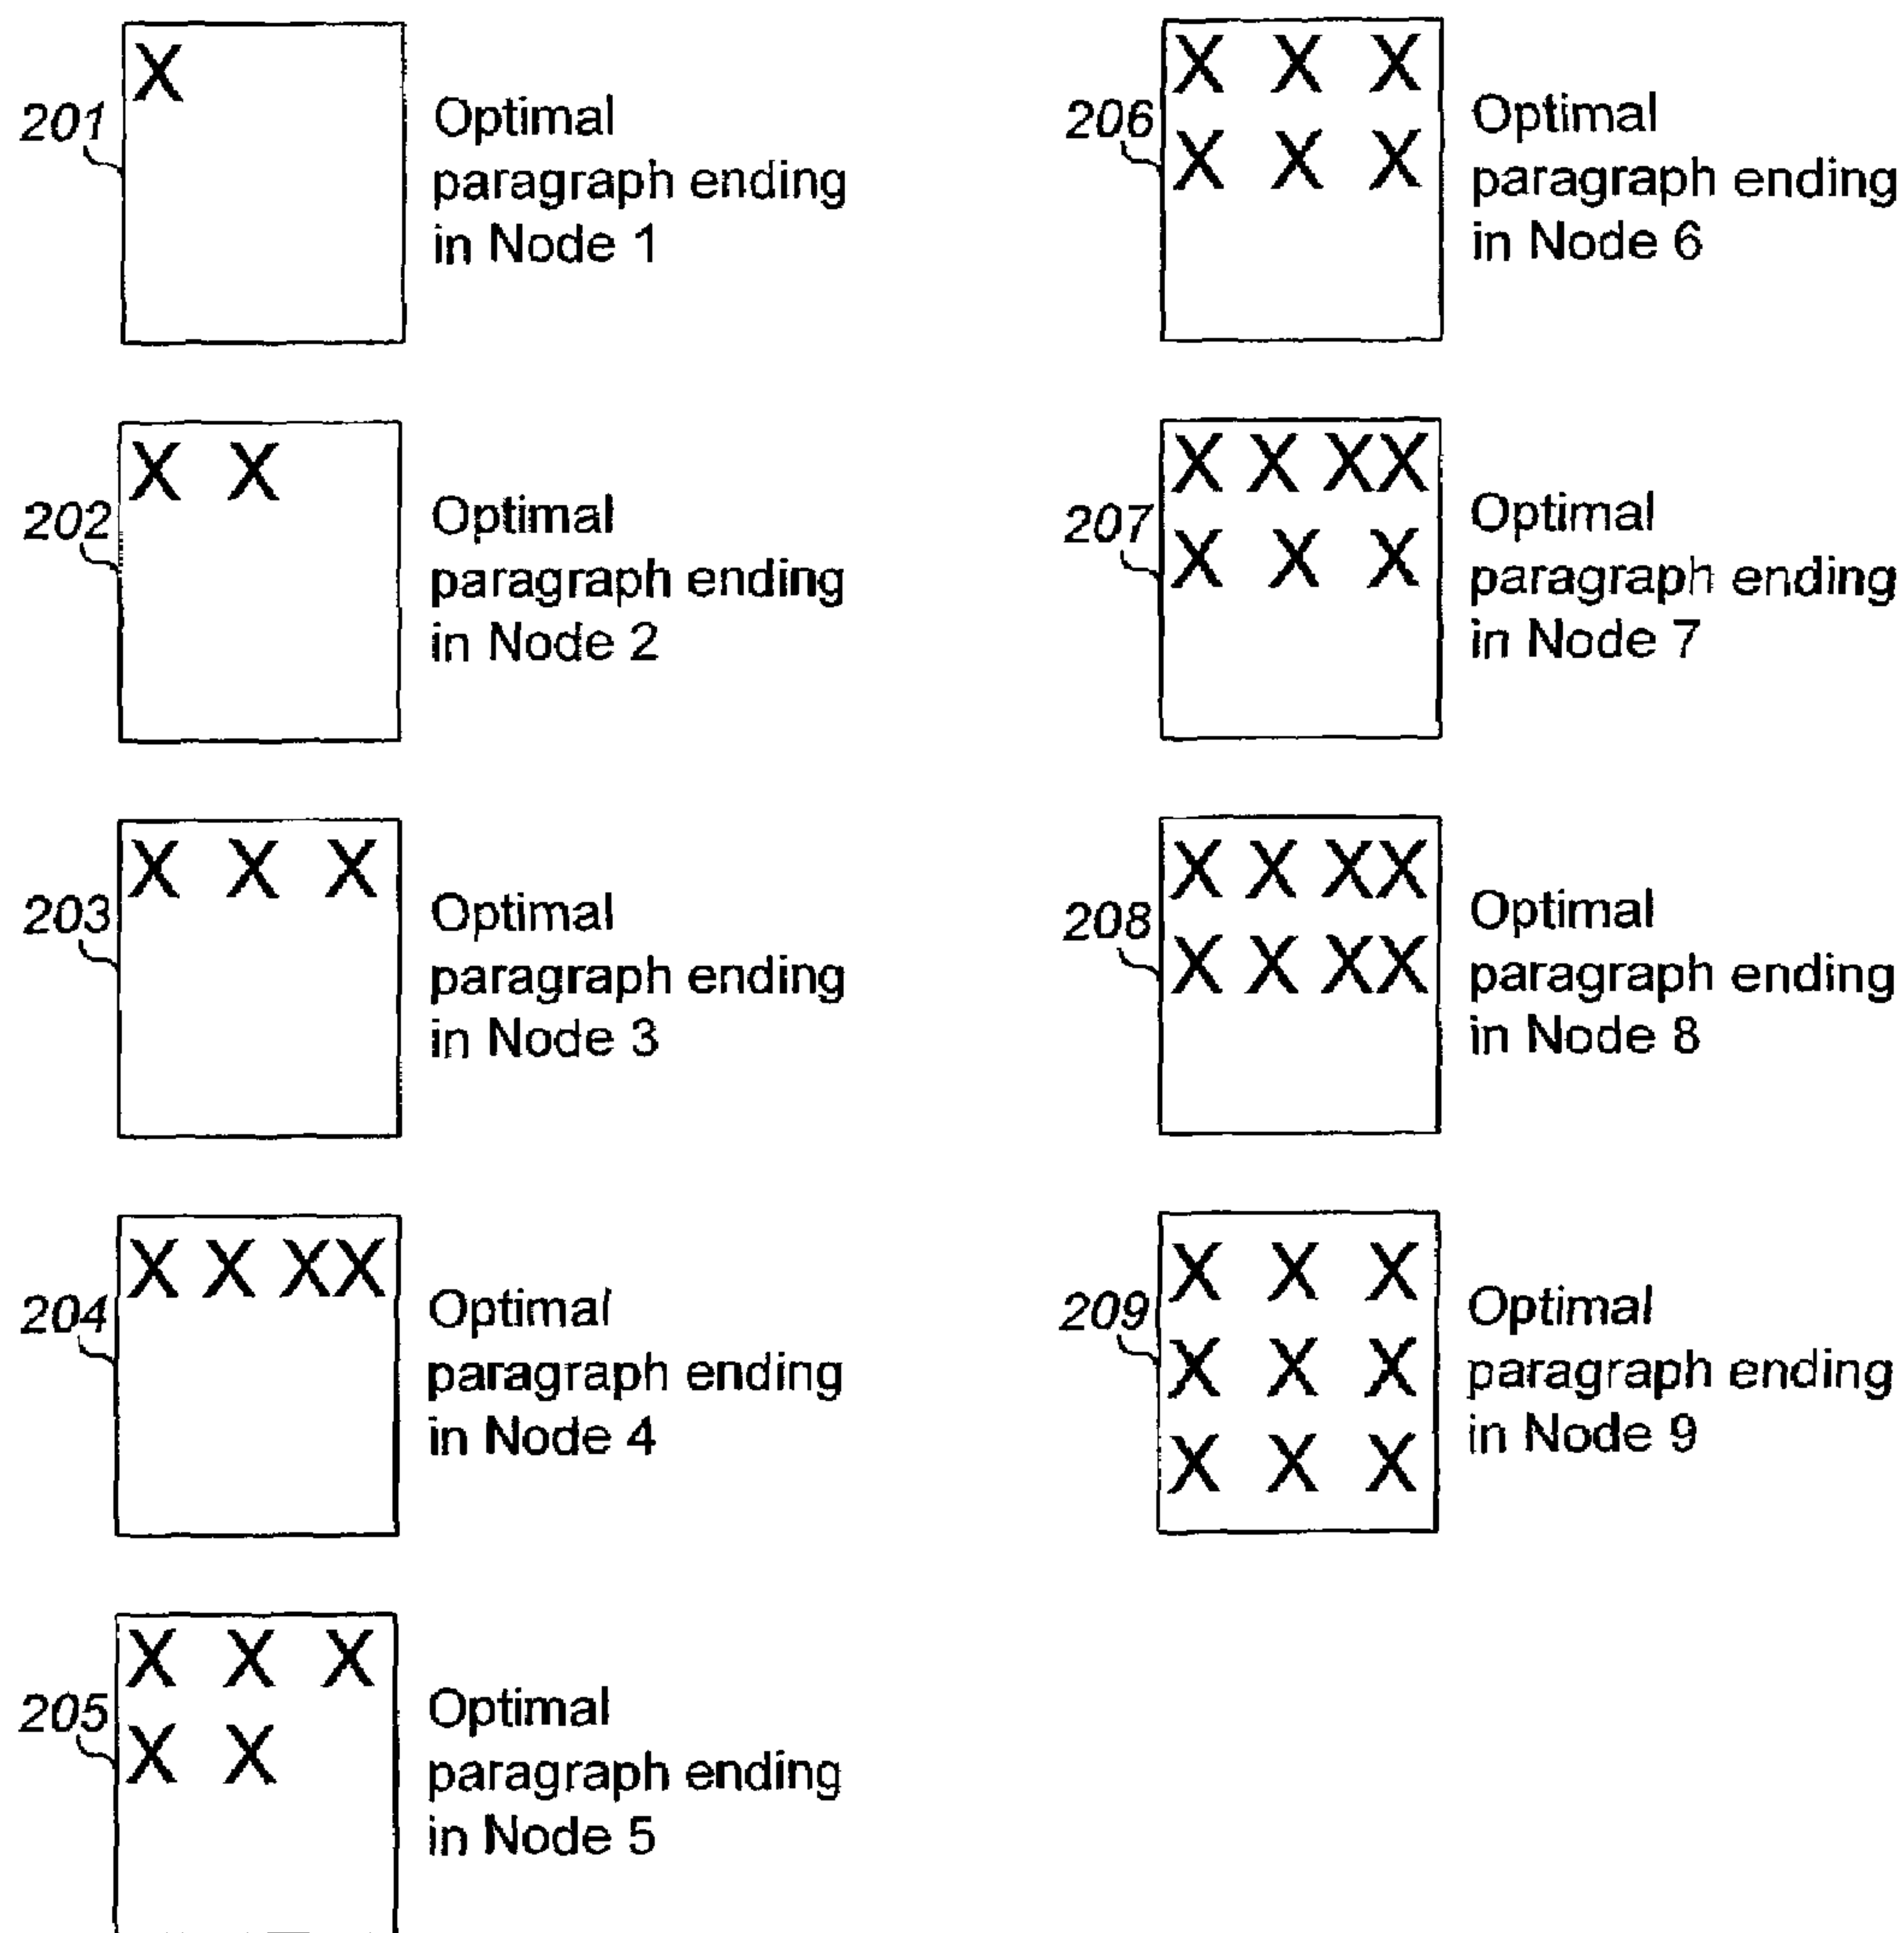 X
201
Optimal
paragraph ending
in Node 1
X X
202
Optimal
paragraph ending
in Node 2
X X X
203
Optimal
paragraph ending
in Node 3
X X XX
204
Optimal
paragraph ending
in Node 4
X X X
205
X X
Optimal
paragraph ending
in Node 5
X X X
206
X X X
Optimal
paragraph ending
in Node 6
X X XX
207
X X X
Optimal
paragraph ending
in Node 7
X X XX
208
X X XX
Optimal
paragraph ending
in Node 8
X X X
209
X X X
X X X
Optimal
paragraph ending
in Node 9